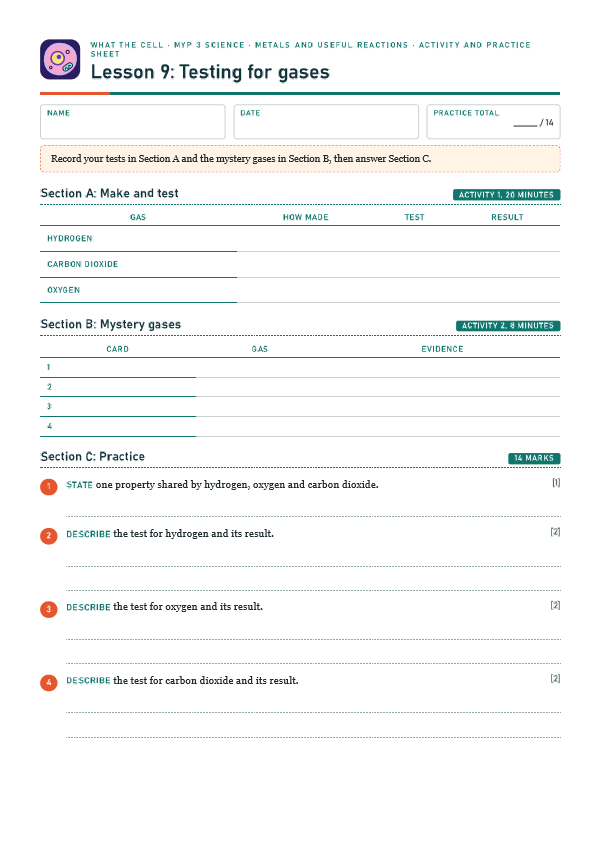 WHAT THE CELL · MYP 3 SCIENCE · METALS AND USEFUL REACTIONS · ACTIVITY AND PRACTICE
SHEET
Lesson 9: Testing for gases
NAME
DATE
PRACTICE TOTAL
_____ / 14
Record your tests in Section A and the mystery gases in Section B, then answer Section C.
Section A: Make and test
ACTIVITY 1, 20 MINUTES
GAS HOW MADE TEST RESULT
HYDROGEN
CARBON DIOXIDE
OXYGEN
Section B: Mystery gases
ACTIVITY 2, 8 MINUTES
CARD GAS EVIDENCE
1
2
3
4
Section C: Practice
14 MARKS
1 STATE one property shared by hydrogen, oxygen and carbon dioxide. [1]
2 DESCRIBE the test for hydrogen and its result. [2]
3 DESCRIBE the test for oxygen and its result. [2]
4 DESCRIBE the test for carbon dioxide and its result. [2]